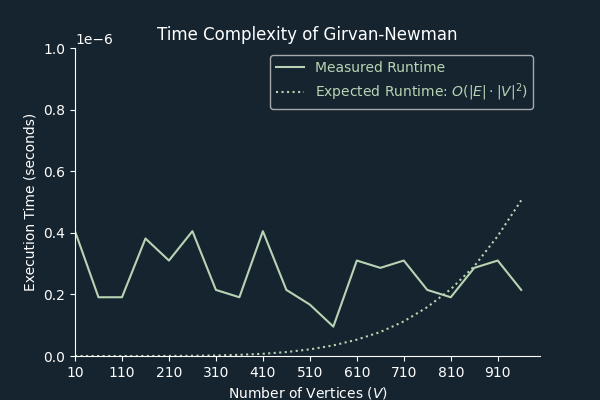 Time Complexity of Girvan-Newman
1e−6
1.0
0.8
0.6
0.4
0.2
0.0
Execution Time (seconds)
Measured Runtime
Expected Runtime: O(|E| · |V|²)
10 110 210 310 410 510 610 710 810 910
Number of Vertices (V)